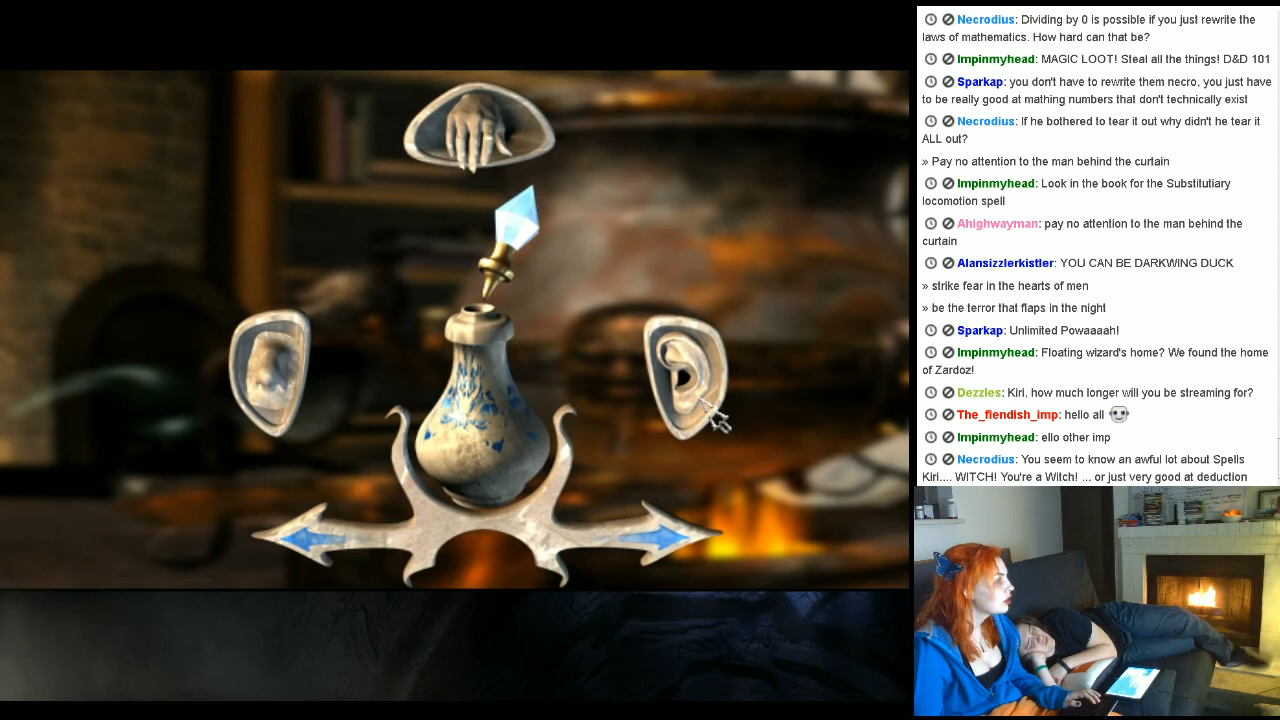 Necrodius: Dividing by 0 is possible if you just rewrite the
laws of mathematics. How hard can that be?
Impinmyhead: MAGIC LOOT! Steal all the things! D&D 101
Sparkap: you don't have to rewrite them necro, you just have
to be really good at mathing numbers that don't technically exist
Necrodius: If he bothered to tear it out why didn't he tear it
ALL out?
» Pay no attention to the man behind the curtain
Impinmyhead: Look in the book for the Substitutiary
locomotion spell
Ahighwayman: pay no attention to the man behind the
curtain
Alansizzlerkistler: YOU CAN BE DARKWING DUCK
» strike fear in the hearts of men
» be the terror that flaps in the night
Sparkap: Unlimited Powaaaah!
Impinmyhead: Floating wizard's home? We found the home
of Zardoz!
Dezzles: Kiri, how much longer will you be streaming for?
The_fiendish_imp: hello all
Impinmyhead: ello other imp
Necrodius: You seem to know an awful lot about Spells
Kiri.... WITCH! You're a Witch! ... or just very good at deduction